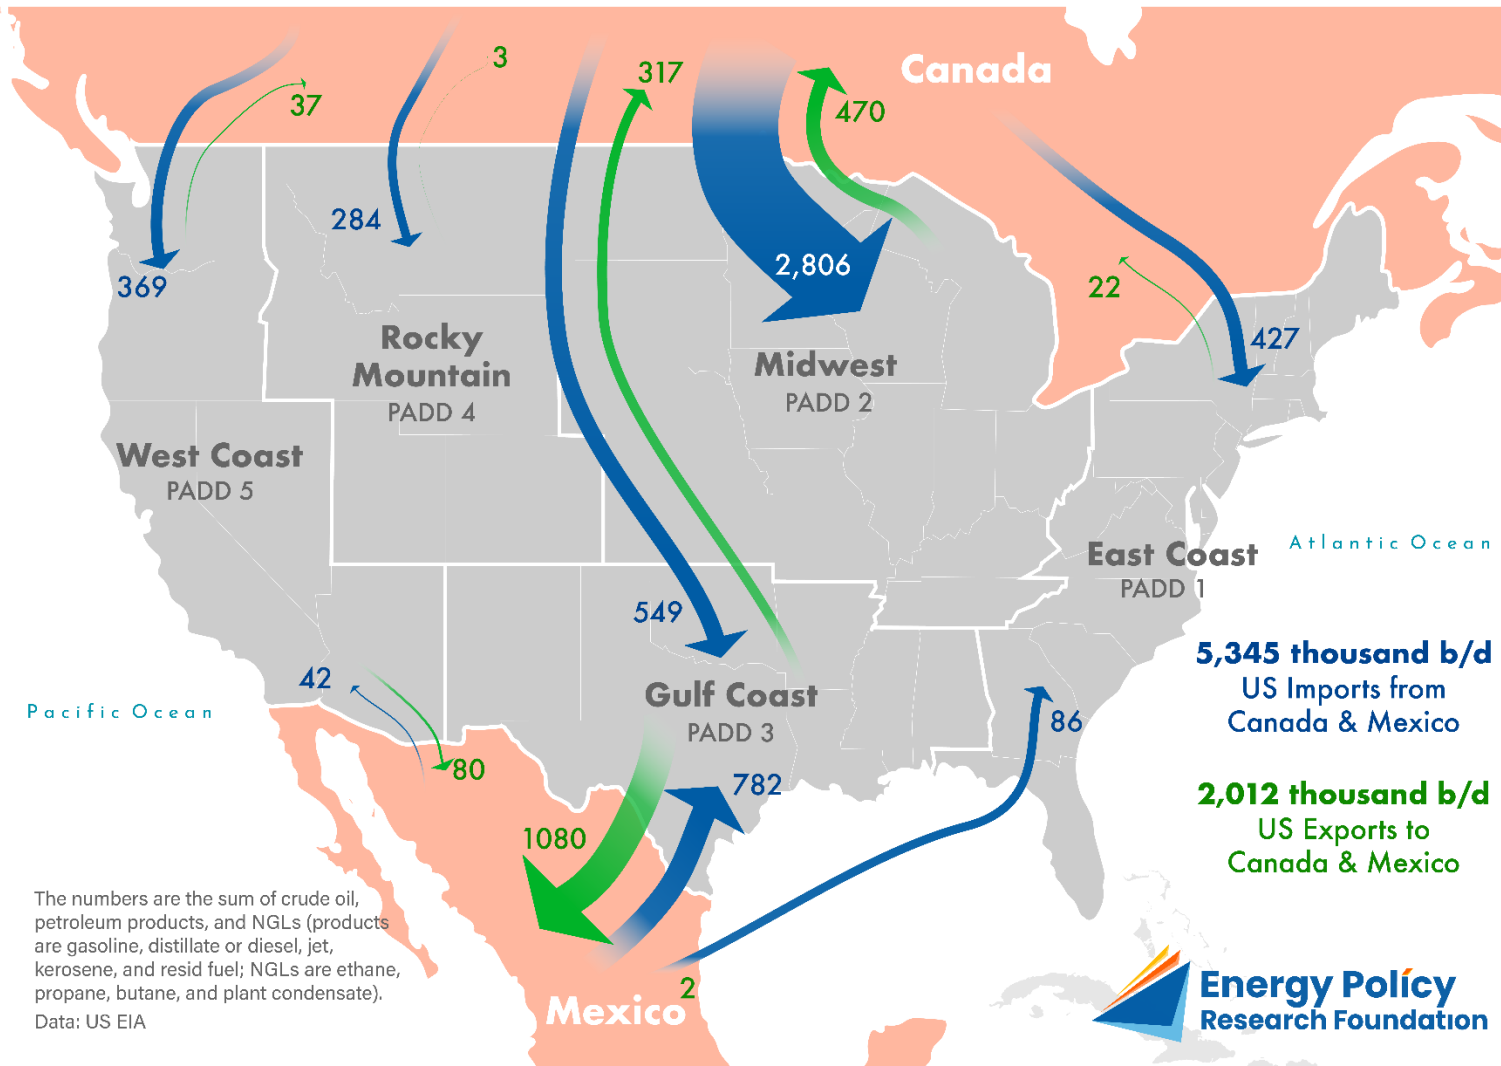 Canada
3
317
470
37
284
2,806
369
22
427
Rocky
Mountain
PADD 4
Midwest
PADD 2
West Coast
PADD 5
East Coast
PADD 1
Atlantic Ocean
549
42
Pacific Ocean
Gulf Coast
PADD 3
86
80
782
1080
5,345 thousand b/d
US Imports from
Canada & Mexico
2,012 thousand b/d
US Exports to
Canada & Mexico
The numbers are the sum of crude oil,
petroleum products, and NGLs (products
are gasoline, distillate or diesel, jet,
kerosene, and resid fuel; NGLs are ethane,
propane, butane, and plant condensate).
Data: US EIA
2
Mexico
Energy Policy
Research Foundation